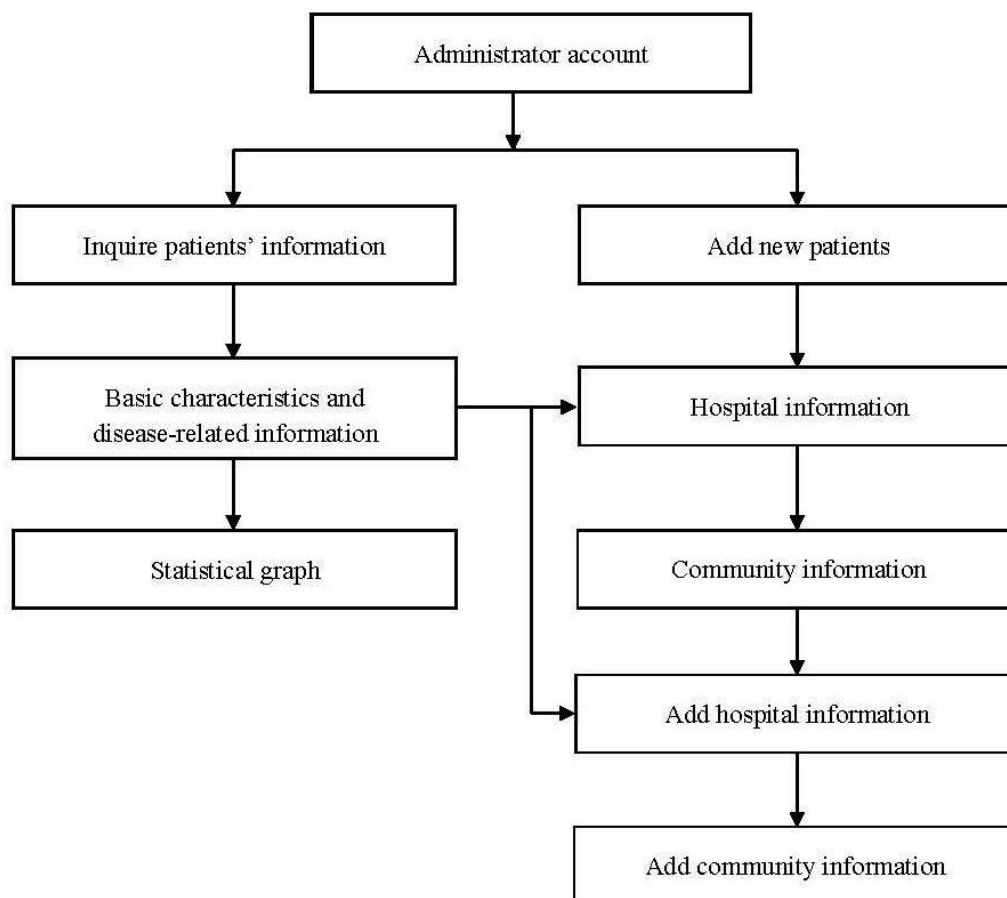 Administrator account
Inquire patients’ information
Add new patients
Basic characteristics and
disease-related information
Hospital information
Statistical graph
Community information
Add hospital information
Add community information